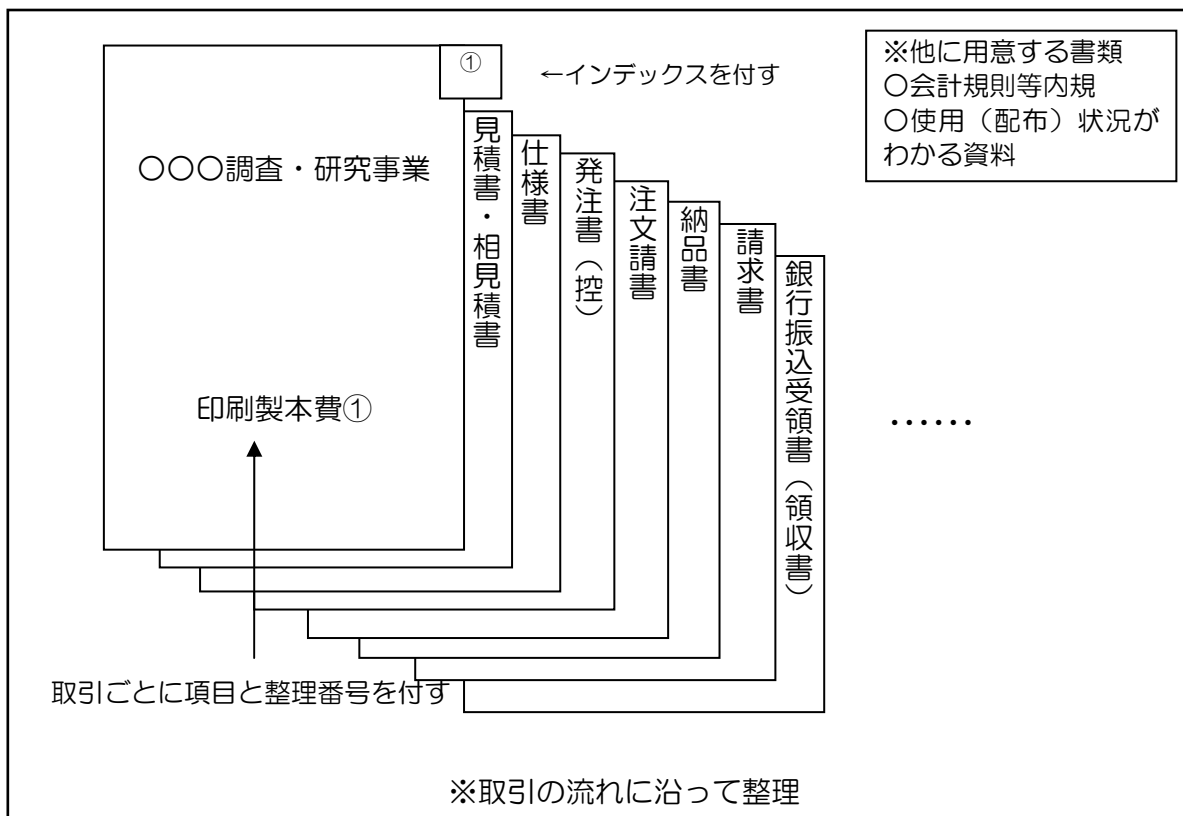 ①
←インデックスを付す
※他に用意する書類
〇会計規則等内規
〇使用（配布）状況が
わかる資料
〇〇〇調査・研究事業
見積書・相見積書
仕様書
発注書（控）
注文請書
納品書
請求書
銀行振込受領書（領収書）
印刷製本費①
‥‥‥
取引ごとに項目と整理番号を付す
※取引の流れに沿って整理